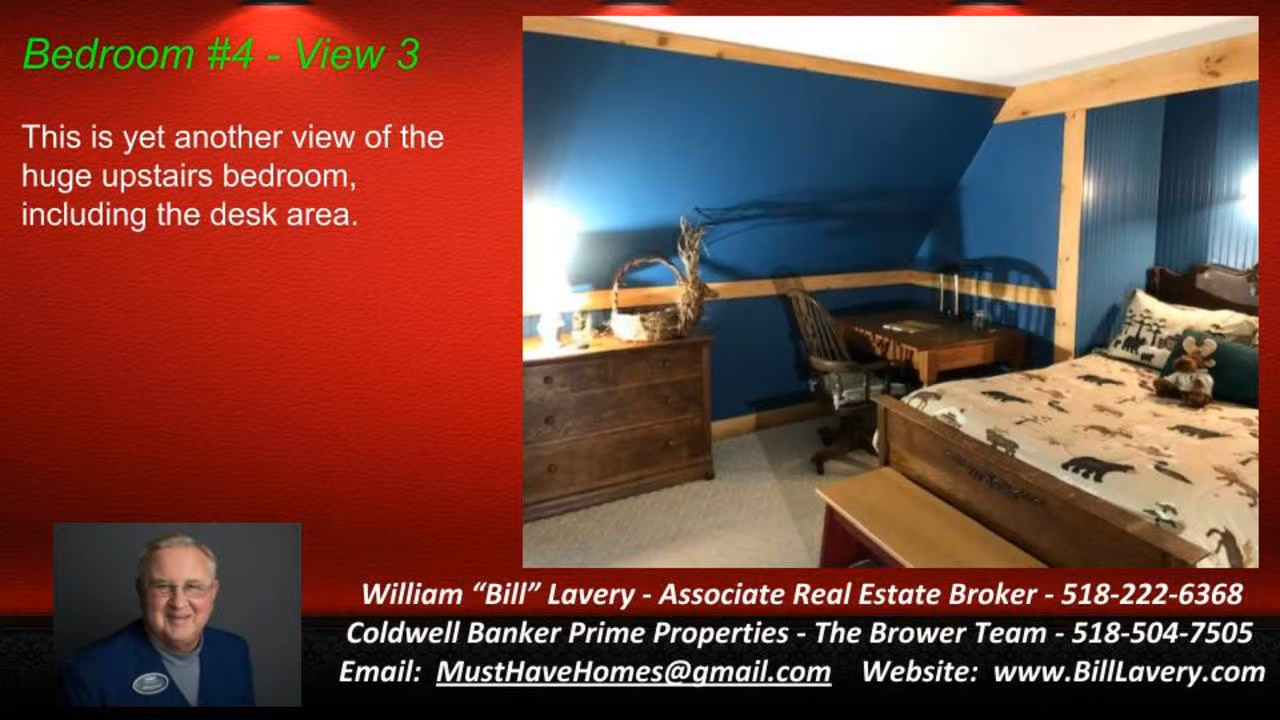 Bedroom #4 - View 3
This is yet another view of the
huge upstairs bedroom,
including the desk area.
William “Bill” Lavery - Associate Real Estate Broker - 518-222-6368
Coldwell Banker Prime Properties - The Brower Team - 518-504-7505
Email: MustHaveHomes@gmail.com Website: www.BillLavery.com